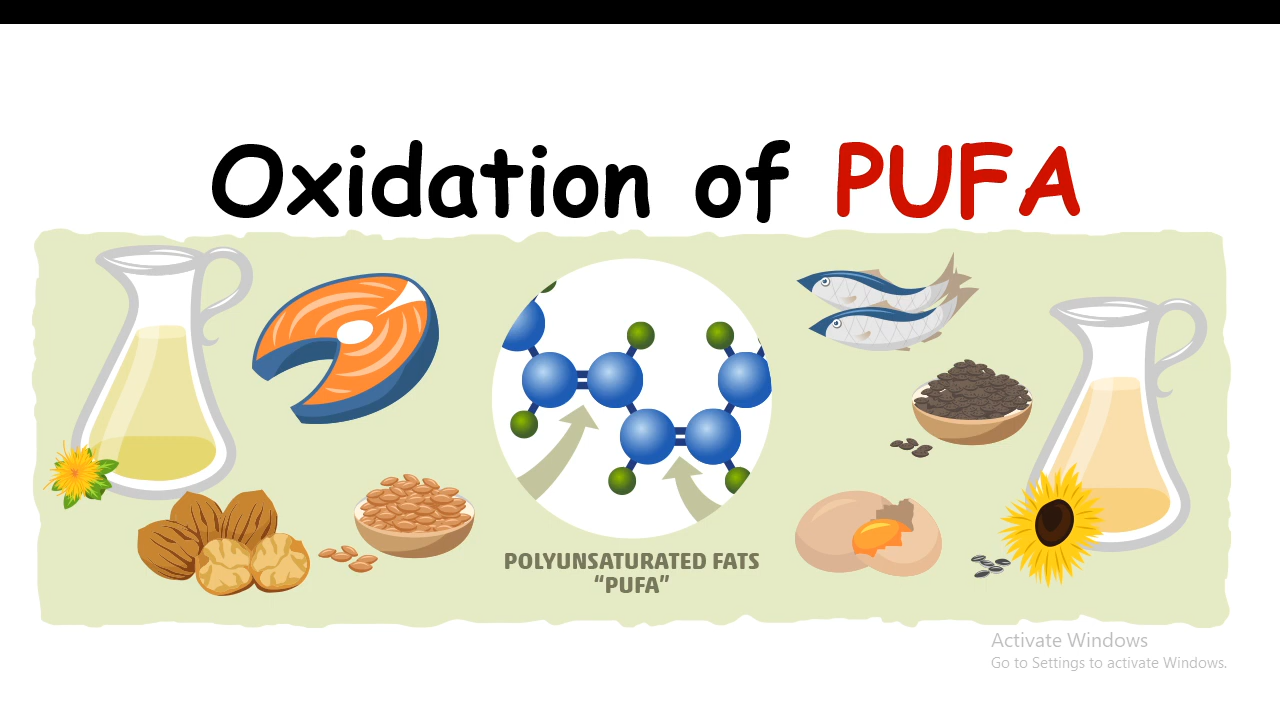 Oxidation of PUFA
POLYUNSATURATED FATS
“PUFA”
Activate Windows
Go to Settings to activate Windows.